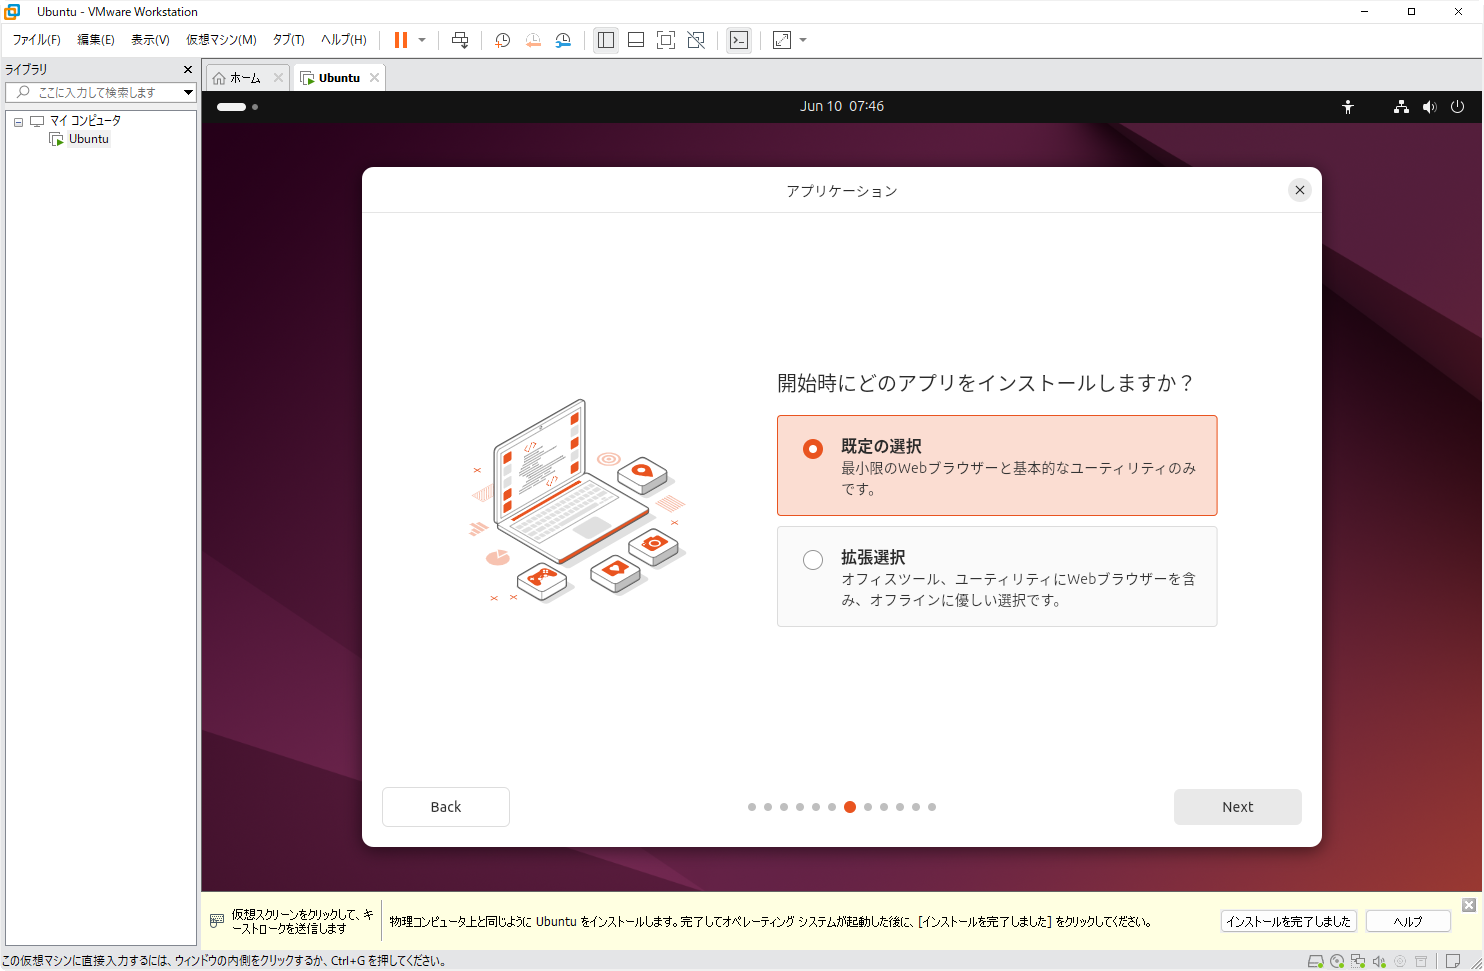 Ubuntu - VMware Workstation
ファイル(F) 編集(E) 表示(V) 仮想マシン(M) タブ(T) ヘルプ(H)
ライブラリ
ホーム
Ubuntu
ここに入力して検索します
マイ コンピュータ
Ubuntu
Jun 10 07:46
アプリケーション
開始時にどのアプリをインストールしますか？
既定の選択
最小限のWebブラウザーと基本的なユーティリティのみ
です。
拡張選択
オフィスツール、ユーティリティにWebブラウザーを含
み、オフラインに優しい選択です。
Back
Next
仮想スクリーンをクリックして、キ
ーストロークを送信します
物理コンピュータ上と同じように Ubuntu をインストールします。完了してオペレーティング システムが起動した後に、[インストールを完了しました] をクリックしてください。
インストールを完了しました
ヘルプ
この仮想マシンに直接入力するには、ウィンドウの内側をクリックするか、Ctrl+G を押してください。